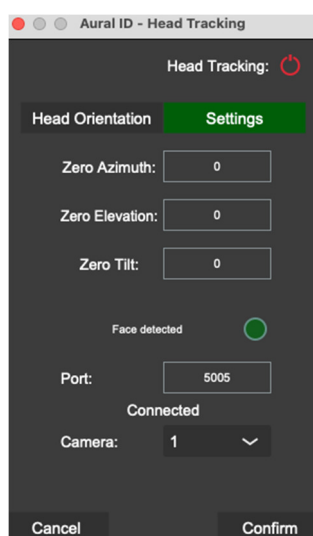 Aural ID - Head Tracking
Head Tracking:
Head Orientation Settings
Zero Azimuth: 0
Zero Elevation: 0
Zero Tilt: 0
Face detected
Port: 5005
Connected
Camera: 1
Cancel Confirm